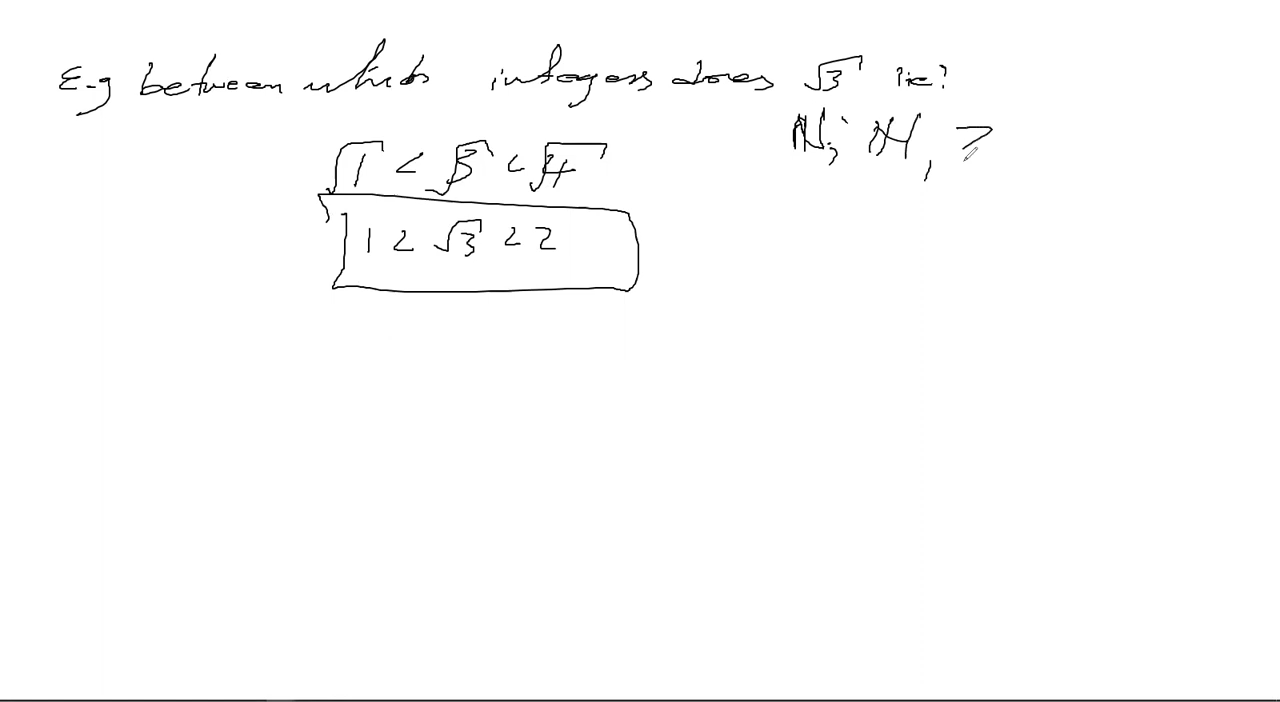 E.g between which integers does √3 lie?
N; N, Z
√1 < √3 < √4
1 < √3 < 2